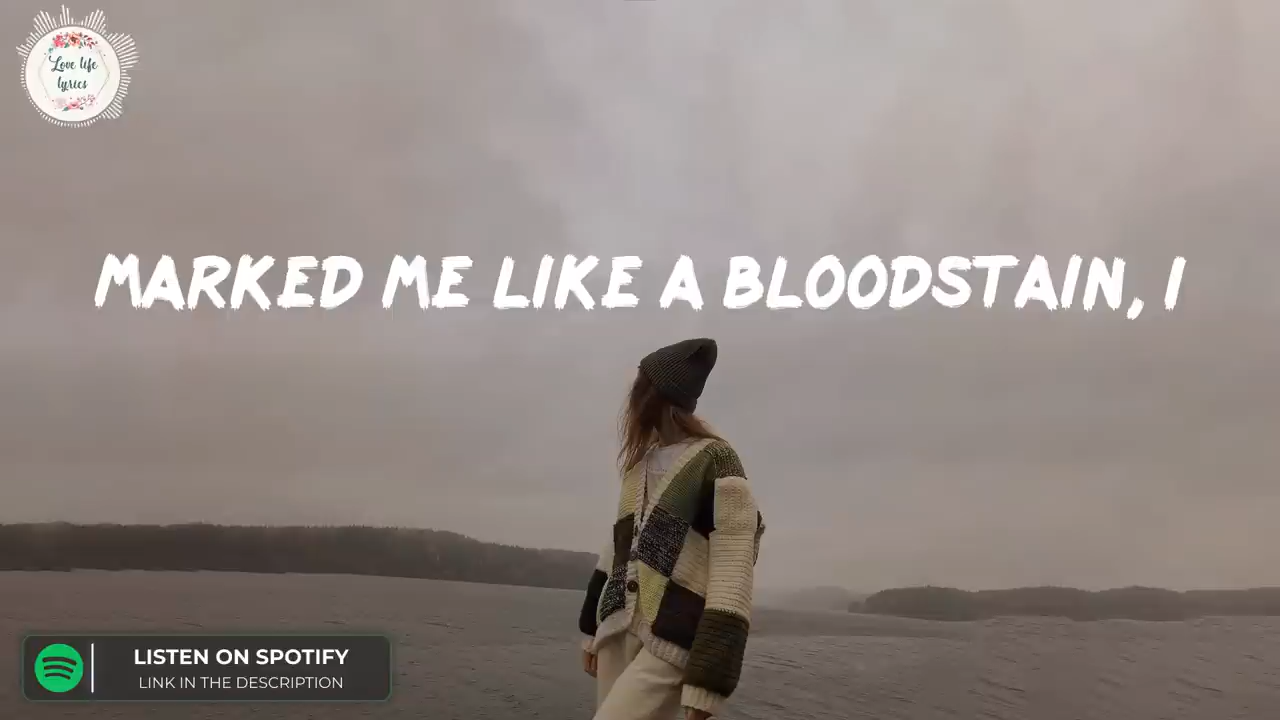 Love life
lyrics
MARKED ME LIKE A BLOODSTAIN, I
LISTEN ON SPOTIFY
LINK IN THE DESCRIPTION